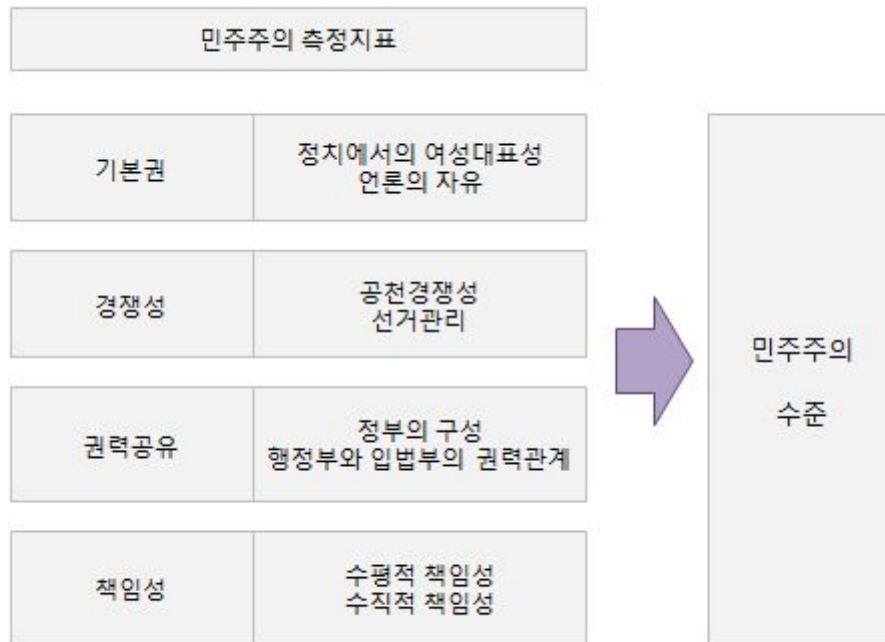 민주주의 측정지표
기본권
정치에서의 여성대표성
언론의 자유
경쟁성
공천경쟁성
선거관리
권력공유
정부의 구성
행정부와 입법부의 권력관계
책임성
수평적 책임성
수직적 책임성
민주주의
수준